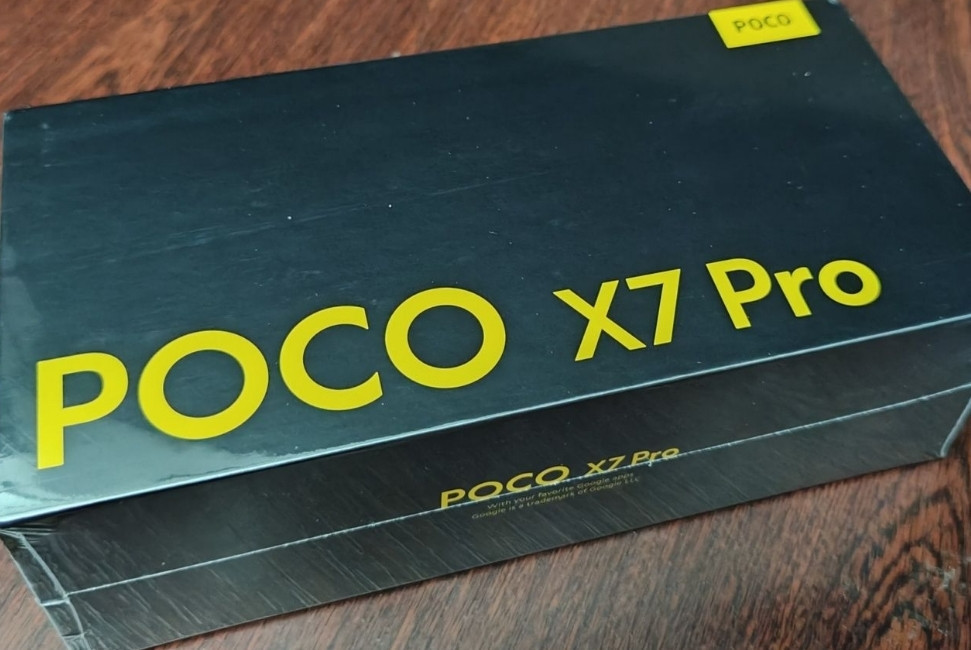 POCO
POCO X7 Pro
POCO X7 Pro
With your favorite Google apps
Google is a trademark of Google LLC